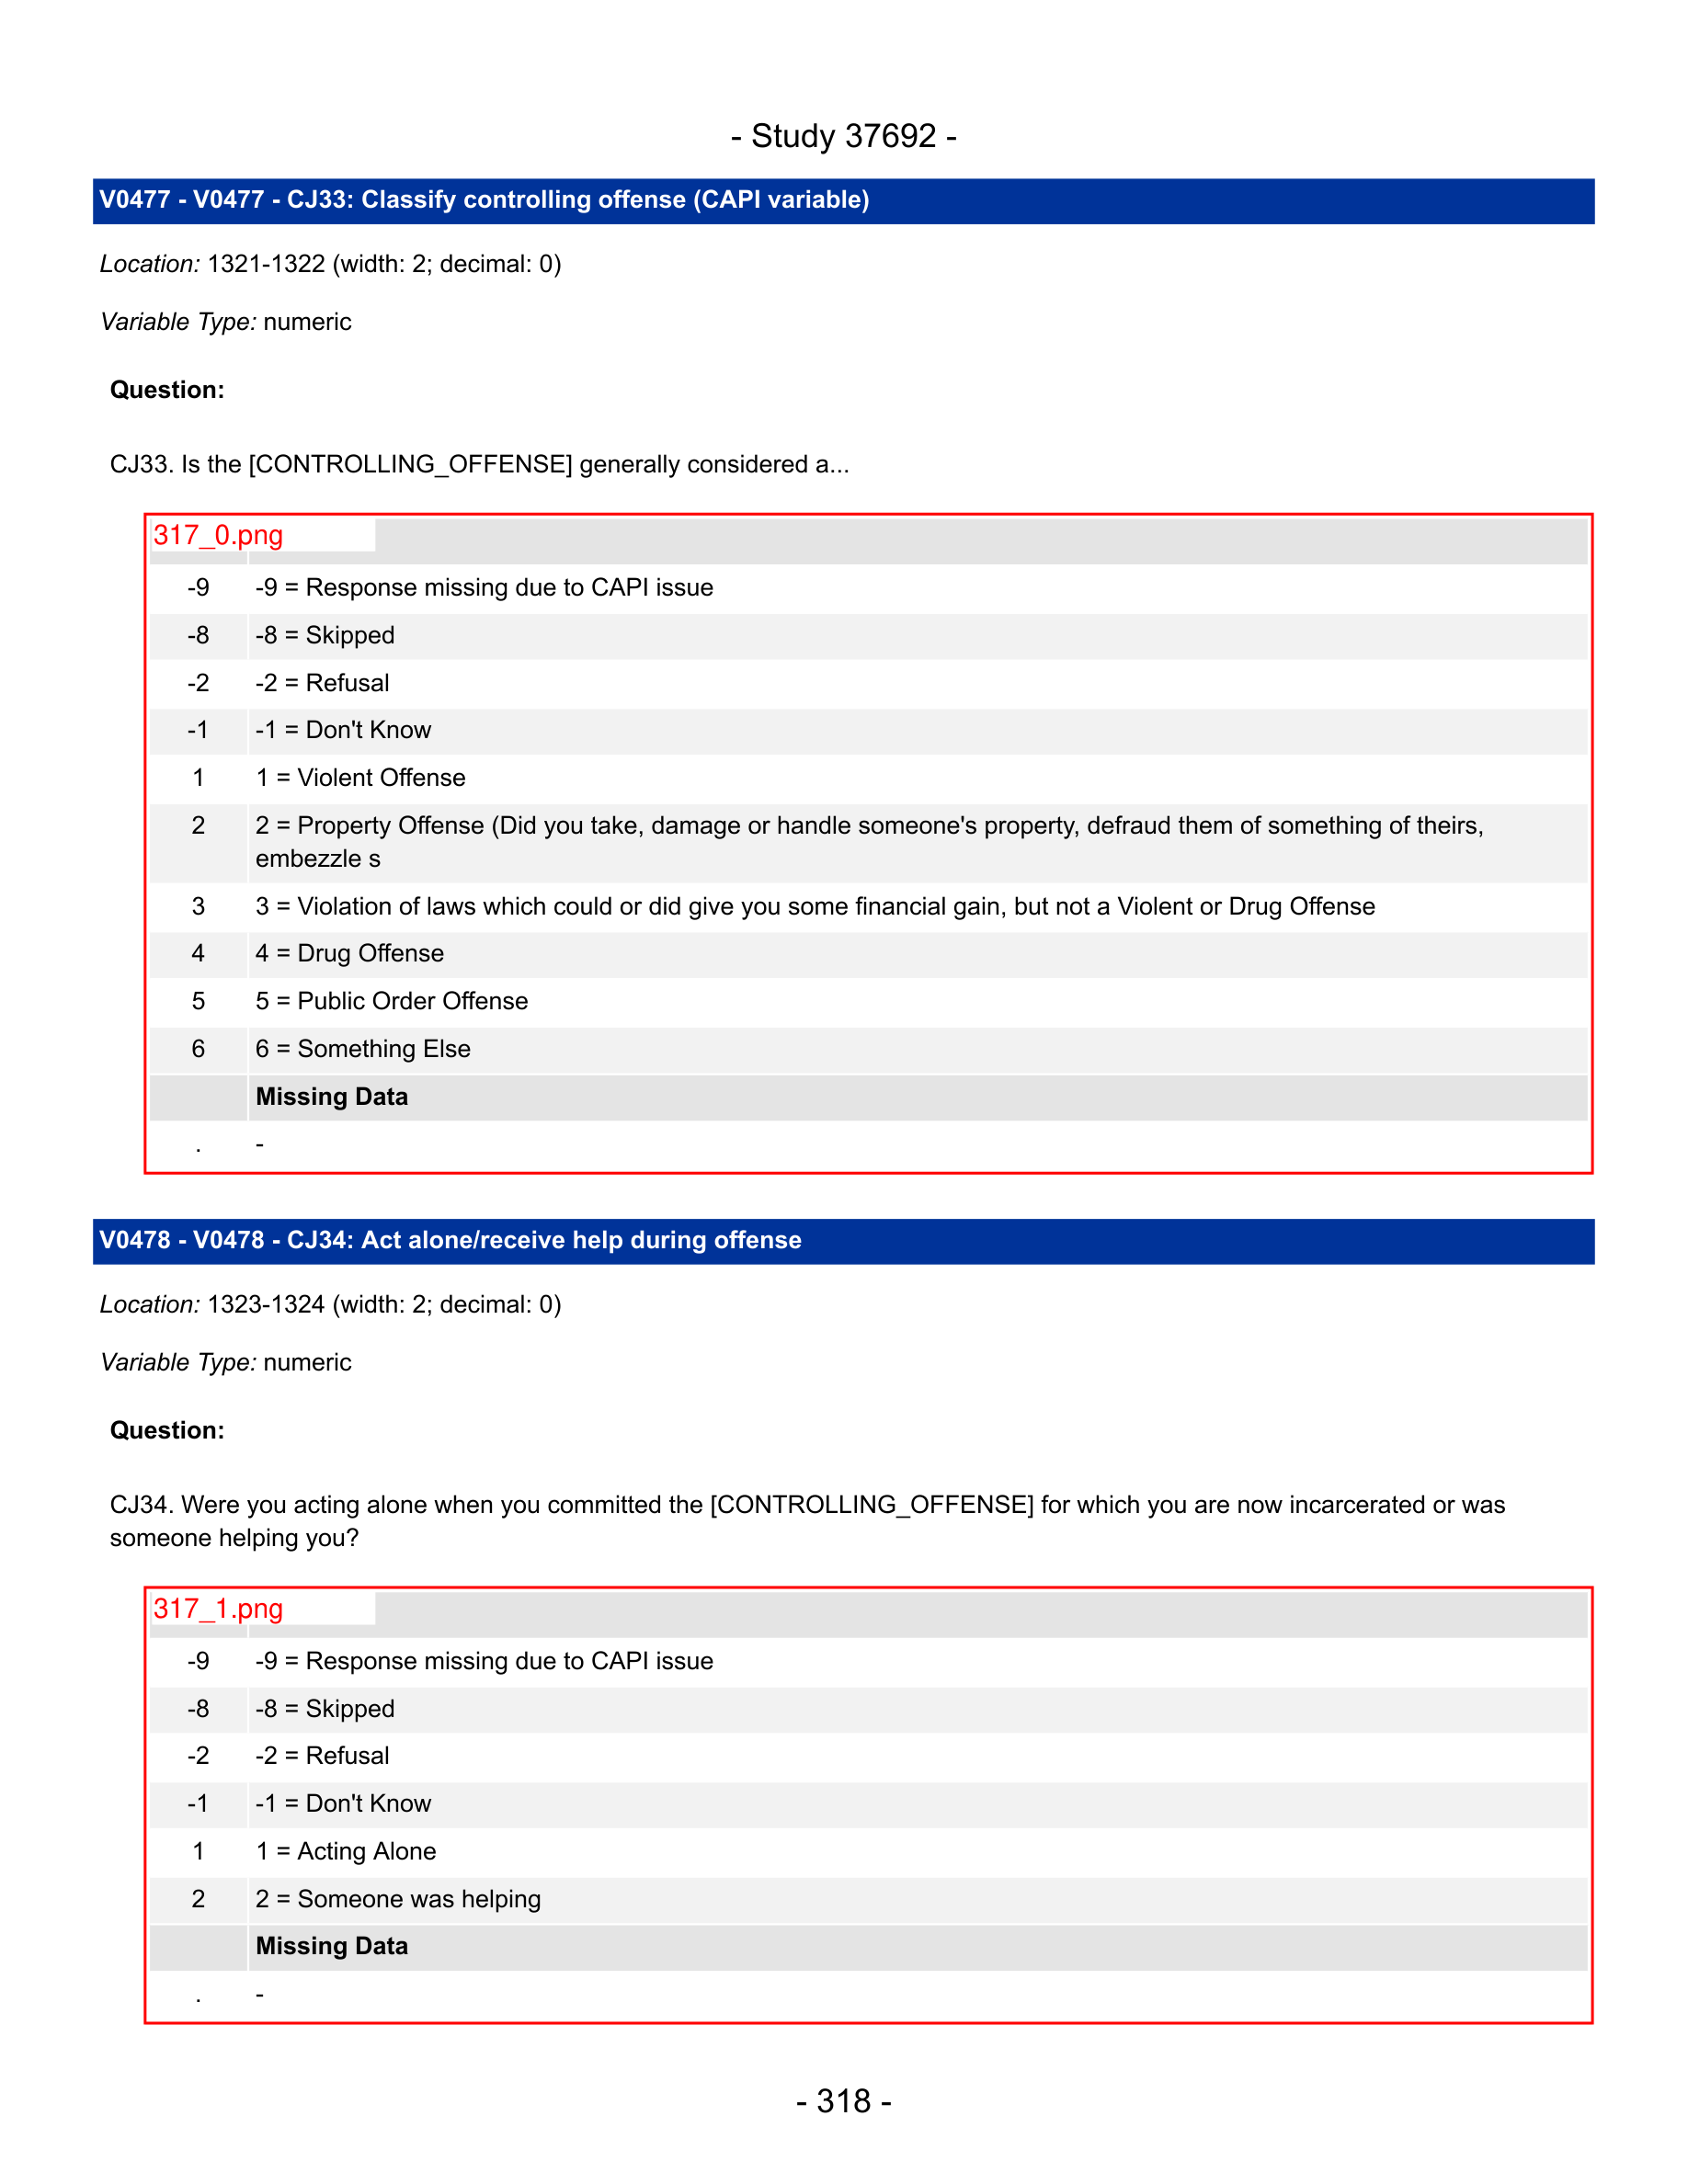 - Study 37692 -
V0477 - V0477 - CJ33: Classify controlling offense (CAPI variable)
Location: 1321-1322 (width: 2; decimal: 0)
Variable Type: numeric
Question:
CJ33. Is the [CONTROLLING_OFFENSE] generally considered a...
317_0.png
-9 -9 = Response missing due to CAPI issue
-8 -8 = Skipped
-2 -2 = Refusal
-1 -1 = Don't Know
1 1 = Violent Offense
2 2 = Property Offense (Did you take, damage or handle someone's property, defraud them of something of theirs,
embezzle s
3 3 = Violation of laws which could or did give you some financial gain, but not a Violent or Drug Offense
4 4 = Drug Offense
5 5 = Public Order Offense
6 6 = Something Else
Missing Data
. -
V0478 - V0478 - CJ34: Act alone/receive help during offense
Location: 1323-1324 (width: 2; decimal: 0)
Variable Type: numeric
Question:
CJ34. Were you acting alone when you committed the [CONTROLLING_OFFENSE] for which you are now incarcerated or was
someone helping you?
317_1.png
-9 -9 = Response missing due to CAPI issue
-8 -8 = Skipped
-2 -2 = Refusal
-1 -1 = Don't Know
1 1 = Acting Alone
2 2 = Someone was helping
Missing Data
. -
- 318 -